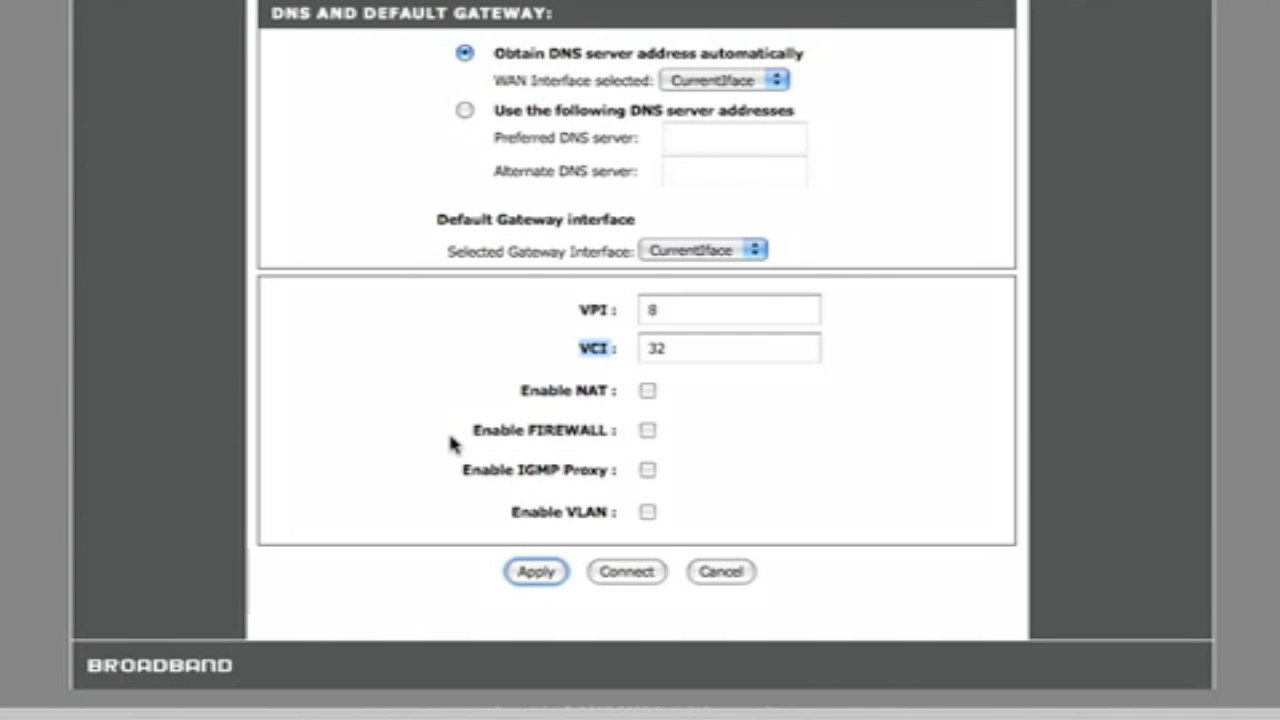 DNS AND DEFAULT GATEWAY:
Obtain DNS server address automatically
WAN Interface selected: CurrentIface
Use the following DNS server addresses
Preferred DNS server:
Alternate DNS server:
Default Gateway interface
Selected Gateway Interface: CurrentIface
VPI : 8
VCI : 32
Enable NAT :
Enable FIREWALL :
Enable IGMP Proxy :
Enable VLAN :
Apply Connect Cancel
BROADBAND